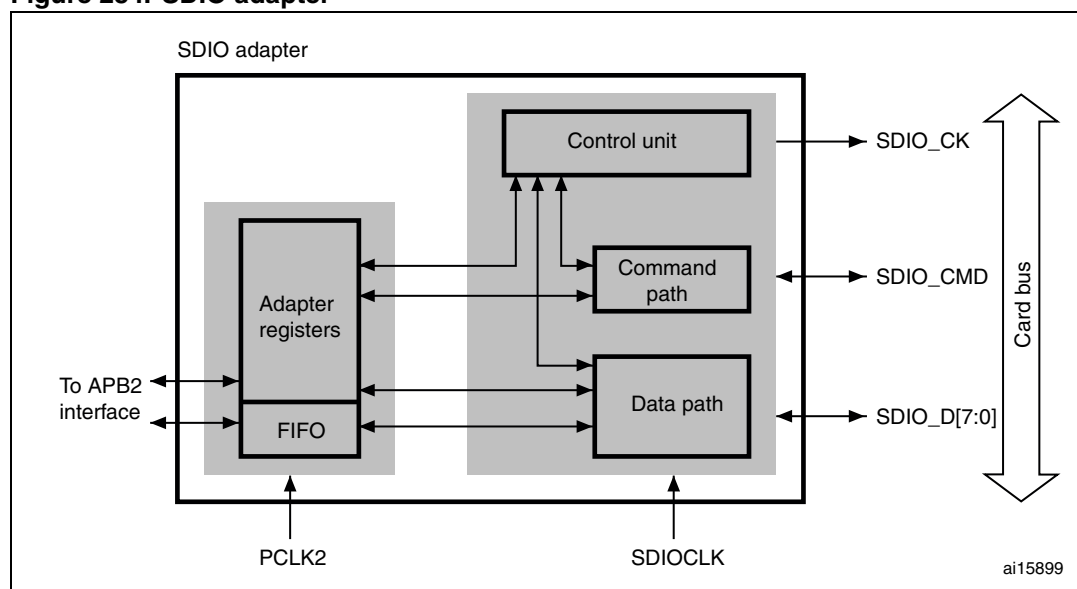 SDIO adapter
Control unit
SDIO_CK
Command
path
SDIO_CMD
Adapter
registers
Card bus
To APB2
interface
Data path
SDIO_D[7:0]
FIFO
PCLK2
SDIOCLK
ai15899